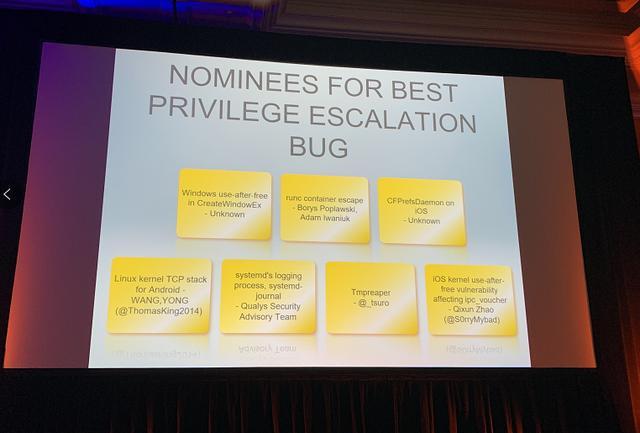 NOMINEES FOR BEST
PRIVILEGE ESCALATION
BUG
Windows use-after-free
in CreateWindowEx
- Unknown
runc container escape
- Borys Poplawski,
Adam Iwaniuk
CFPrefsDaemon on
iOS
- Unknown
Linux kernel TCP stack
for Android -
WANG,YONG
(@ThomasKing2014)
systemd's logging
process, systemd-
journal
- Qualys Security
Advisory Team
Tmpreaper
- @_tsuro
iOS kernel use-after-
free vulnerability
affecting ipc_voucher
- Qixun Zhao
(@S0rryMybad)